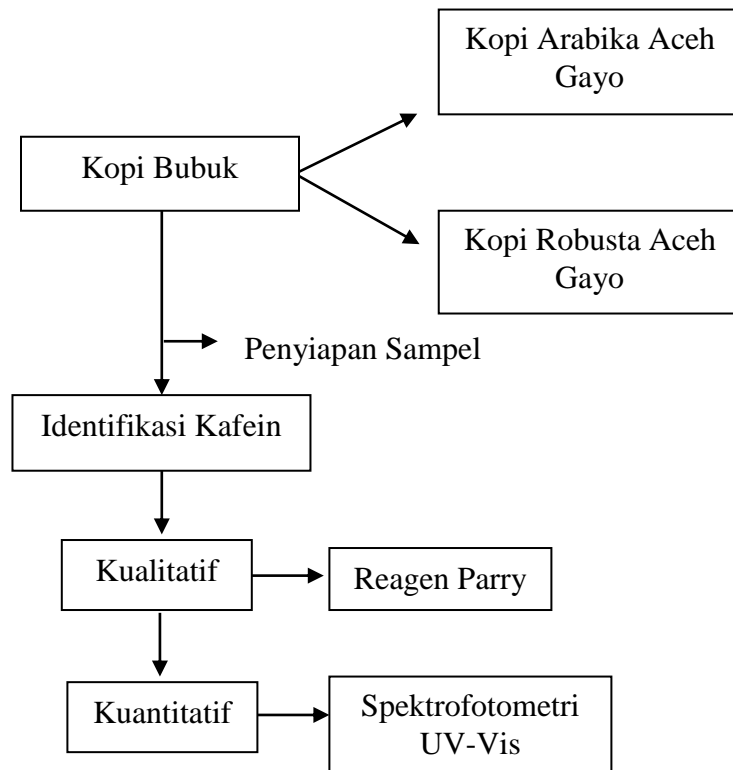 Kopi Arabika Aceh
Gayo
Kopi Bubuk
Kopi Robusta Aceh
Gayo
Penyiapan Sampel
Identifikasi Kafein
Kualitatif
Reagen Parry
Kuantitatif
Spektrofotometri
UV-Vis